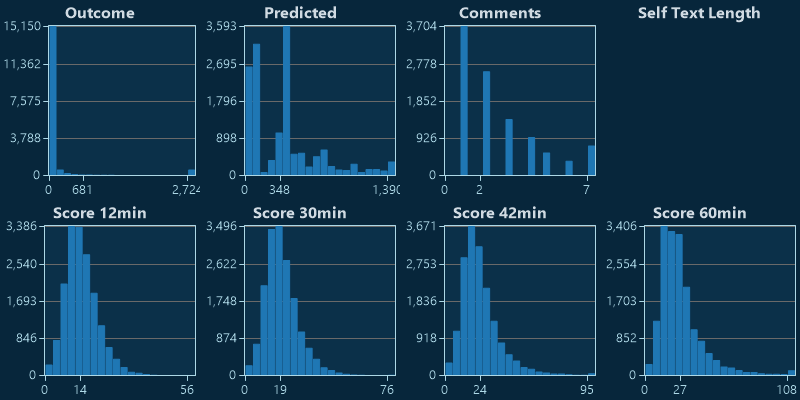 Outcome
15,150
11,362
7,575
3,788
0
0 681 2,724
Predicted
3,593
2,695
1,796
898
0
0 348 1,390
Comments
3,704
2,778
1,852
926
0
0 2 7
Self Text Length
Score 12min
3,386
2,540
1,693
846
0
0 14 56
Score 30min
3,496
2,622
1,748
874
0
0 19 76
Score 42min
3,671
2,753
1,836
918
0
0 24 95
Score 60min
3,406
2,554
1,703
852
0
0 27 108